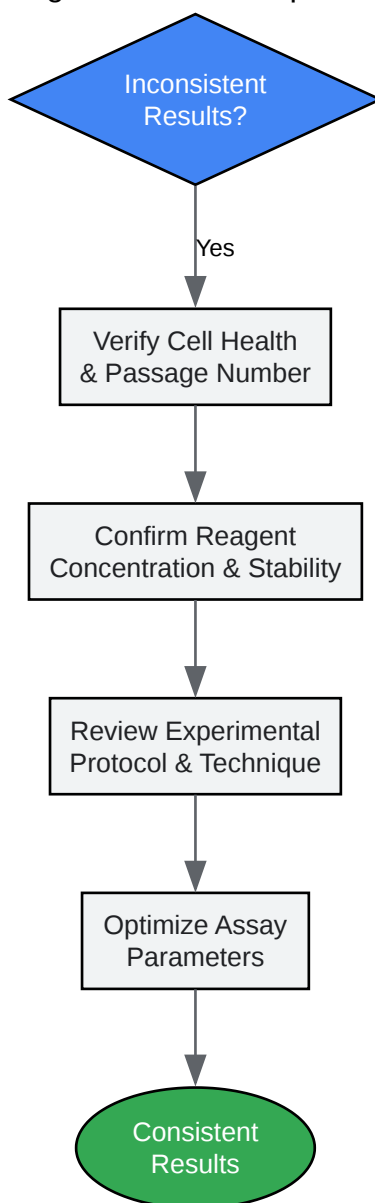 Inconsistent
Results?
Yes
Verify Cell Health
& Passage Number
Confirm Reagent
Concentration & Stability
Review Experimental
Protocol & Technique
Optimize Assay
Parameters
Consistent
Results